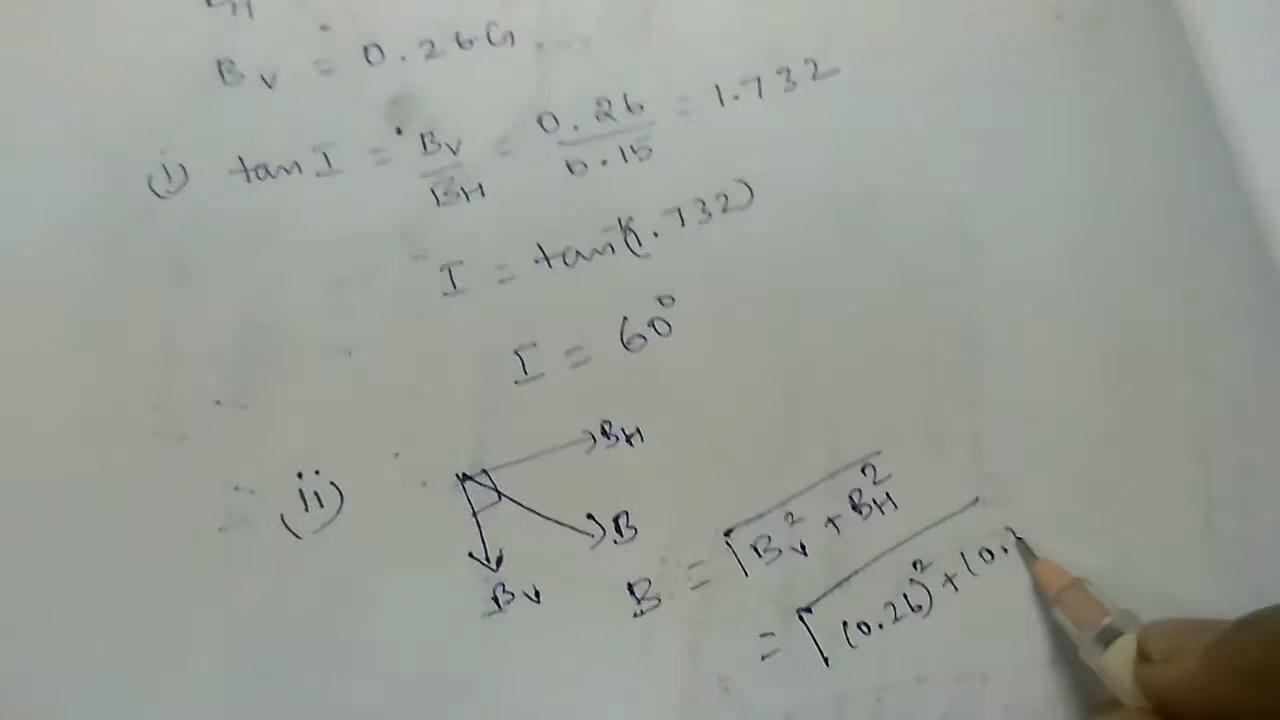 BV = 0.26G
(i) tan I = BV/BH = 0.26/0.15 = 1.732
I = tan⁻¹(1.732)
I = 60°
(ii)
BH
B
BV
B = √BV² + BH²
= √(0.26)² + (0.